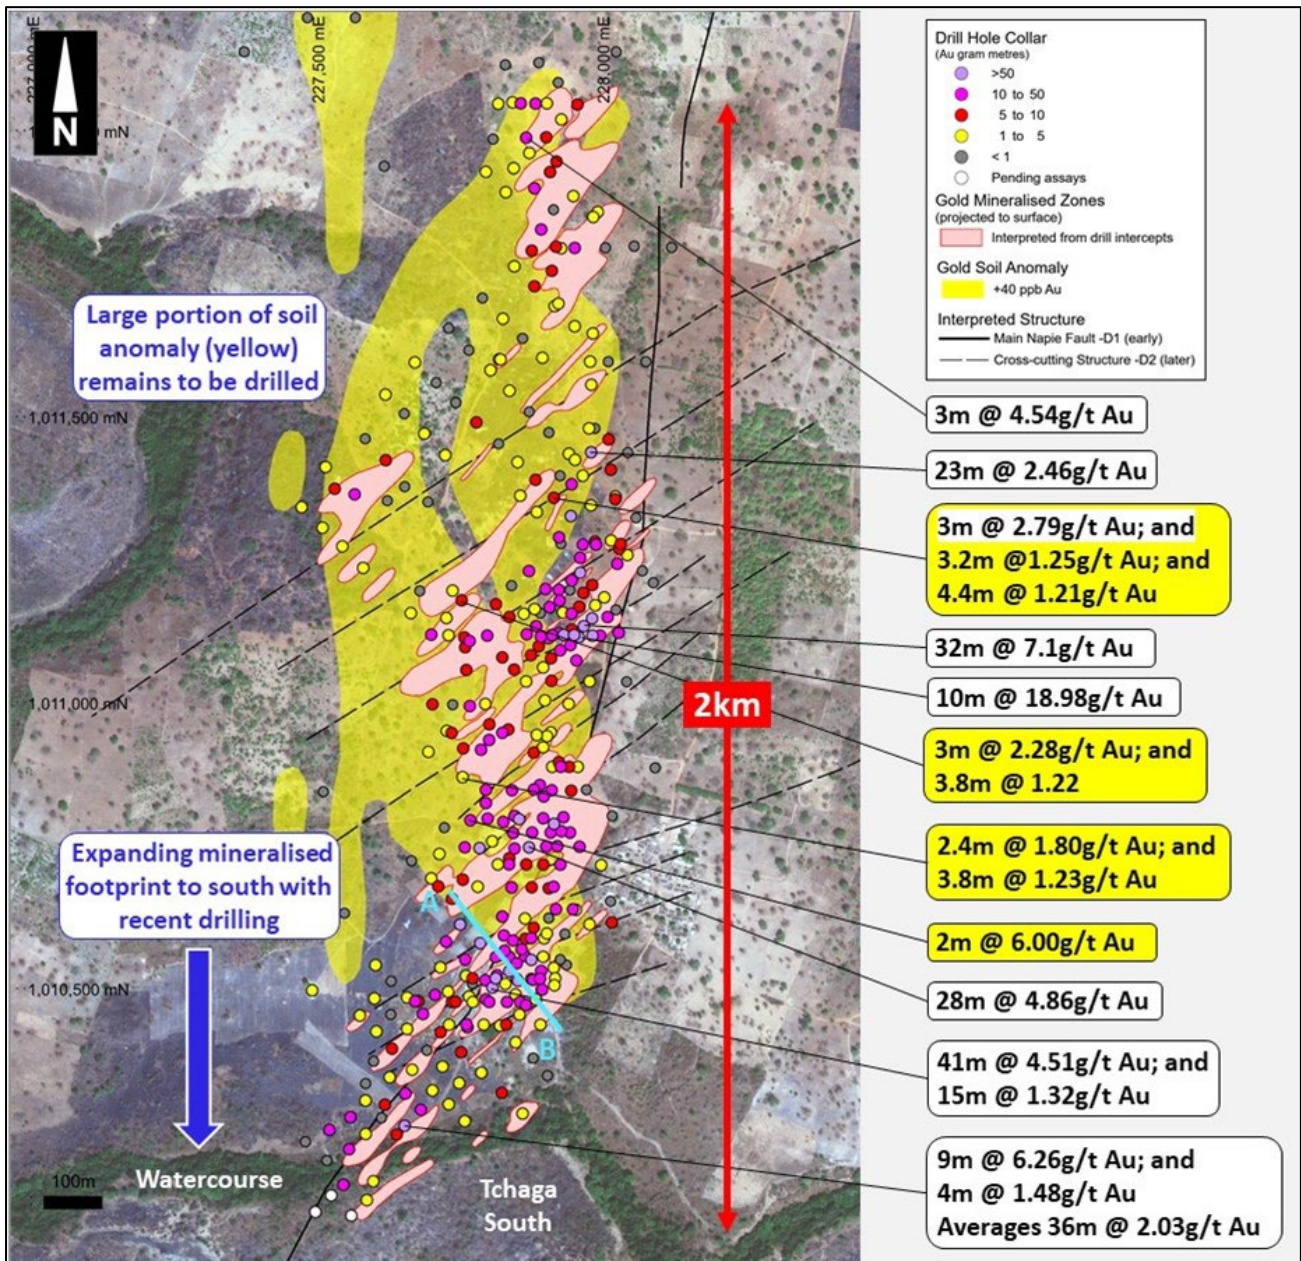 227,000 mE
227,500 mE
228,000 mE
N
0 mN
Large portion of soil
anomaly (yellow)
remains to be drilled
1,011,500 mN
1,011,000 mN
2km
Expanding mineralised
footprint to south with
recent drilling
A
1,010,500 mN
B
Watercourse
100m
Tchaga
South
Drill Hole Collar
(Au gram metres)
>50
10 to 50
5 to 10
1 to 5
< 1
Pending assays
Gold Mineralised Zones
(projected to surface)
Interpreted from drill intercepts
Gold Soil Anomaly
+40 ppb Au
Interpreted Structure
Main Napie Fault -D1 (early)
Cross-cutting Structure -D2 (later)
3m @ 4.54g/t Au
23m @ 2.46g/t Au
3m @ 2.79g/t Au; and
3.2m @1.25g/t Au; and
4.4m @ 1.21g/t Au
32m @ 7.1g/t Au
10m @ 18.98g/t Au
3m @ 2.28g/t Au; and
3.8m @ 1.22
2.4m @ 1.80g/t Au; and
3.8m @ 1.23g/t Au
2m @ 6.00g/t Au
28m @ 4.86g/t Au
41m @ 4.51g/t Au; and
15m @ 1.32g/t Au
9m @ 6.26g/t Au; and
4m @ 1.48g/t Au
Averages 36m @ 2.03g/t Au